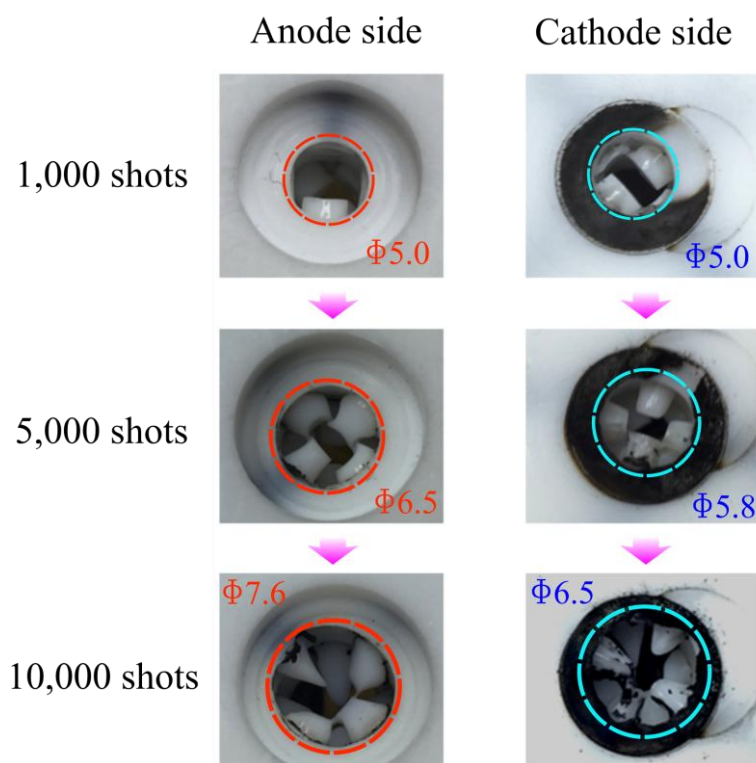 Anode side
Cathode side
1,000 shots
Φ5.0
Φ5.0
5,000 shots
Φ6.5
Φ5.8
Φ7.6
Φ6.5
10,000 shots